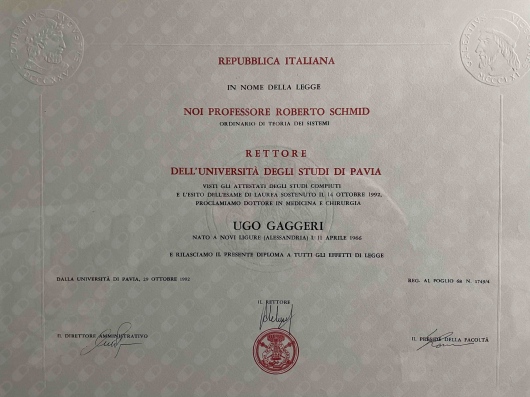 REPUBBLICA ITALIANA
IN NOME DELLA LEGGE
NOI PROFESSORE ROBERTO SCHMID
ORDINARIO DI TEORIA DEI SISTEMI
RETTORE
DELL'UNIVERSITÀ DEGLI STUDI DI PAVIA
VISTI GLI ATTESTATI DEGLI STUDI COMPIUTI
E L'ESITO DELL'ESAME DI LAUREA SOSTENUTO IL 14 OTTOBRE 1992,
PROCLAMIAMO DOTTORE IN MEDICINA E CHIRURGIA
UGO GAGGERI
NATO A NOVI LIGURE (ALESSANDRIA) L'11 APRILE 1966
E RILASCIAMO IL PRESENTE DIPLOMA A TUTTI GLI EFFETTI DI LEGGE
DALLA UNIVERSITÀ DI PAVIA, 29 OTTOBRE 1992
REG. AL FOGLIO 88 N. 1749/4
IL RETTORE
IL DIRETTORE AMMINISTRATIVO
IL PRESIDE DELLA FACOLTÀ